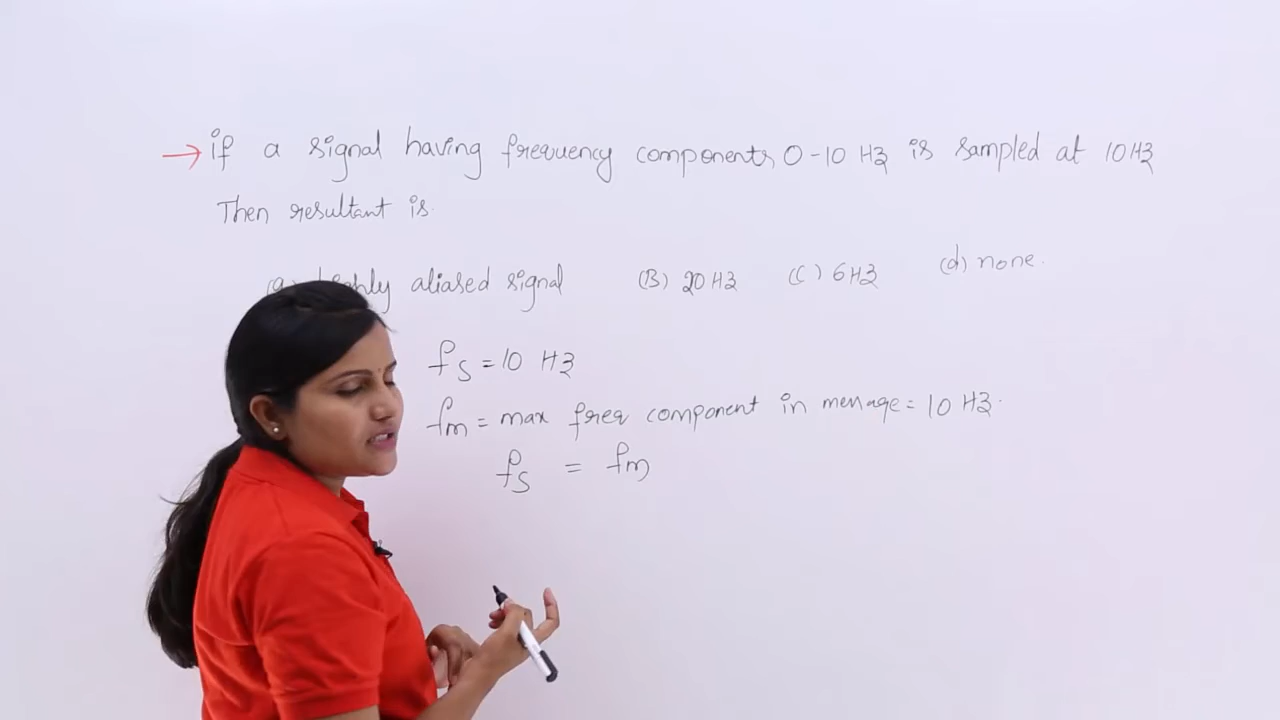 → if a signal having frequency components 0-10 Hz is sampled at 10Hz
Then resultant is.
aliased signal (B) 20 Hz (C) 6Hz (d) none.
fs = 10 Hz
fm = max freq component in message = 10 Hz.
fs = fm